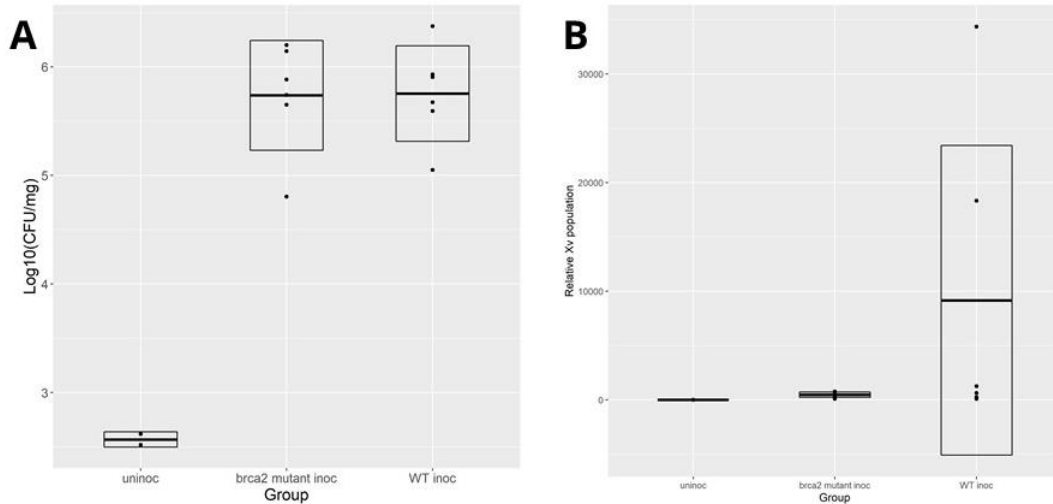 A
Log10(CFU/mg)
6
5
4
3
uninoc
brca2 mutant inoc
WT inoc
Group
B
Relative Xv population
30000
20000
10000
0
uninoc
brca2 mutant inoc
WT inoc
Group